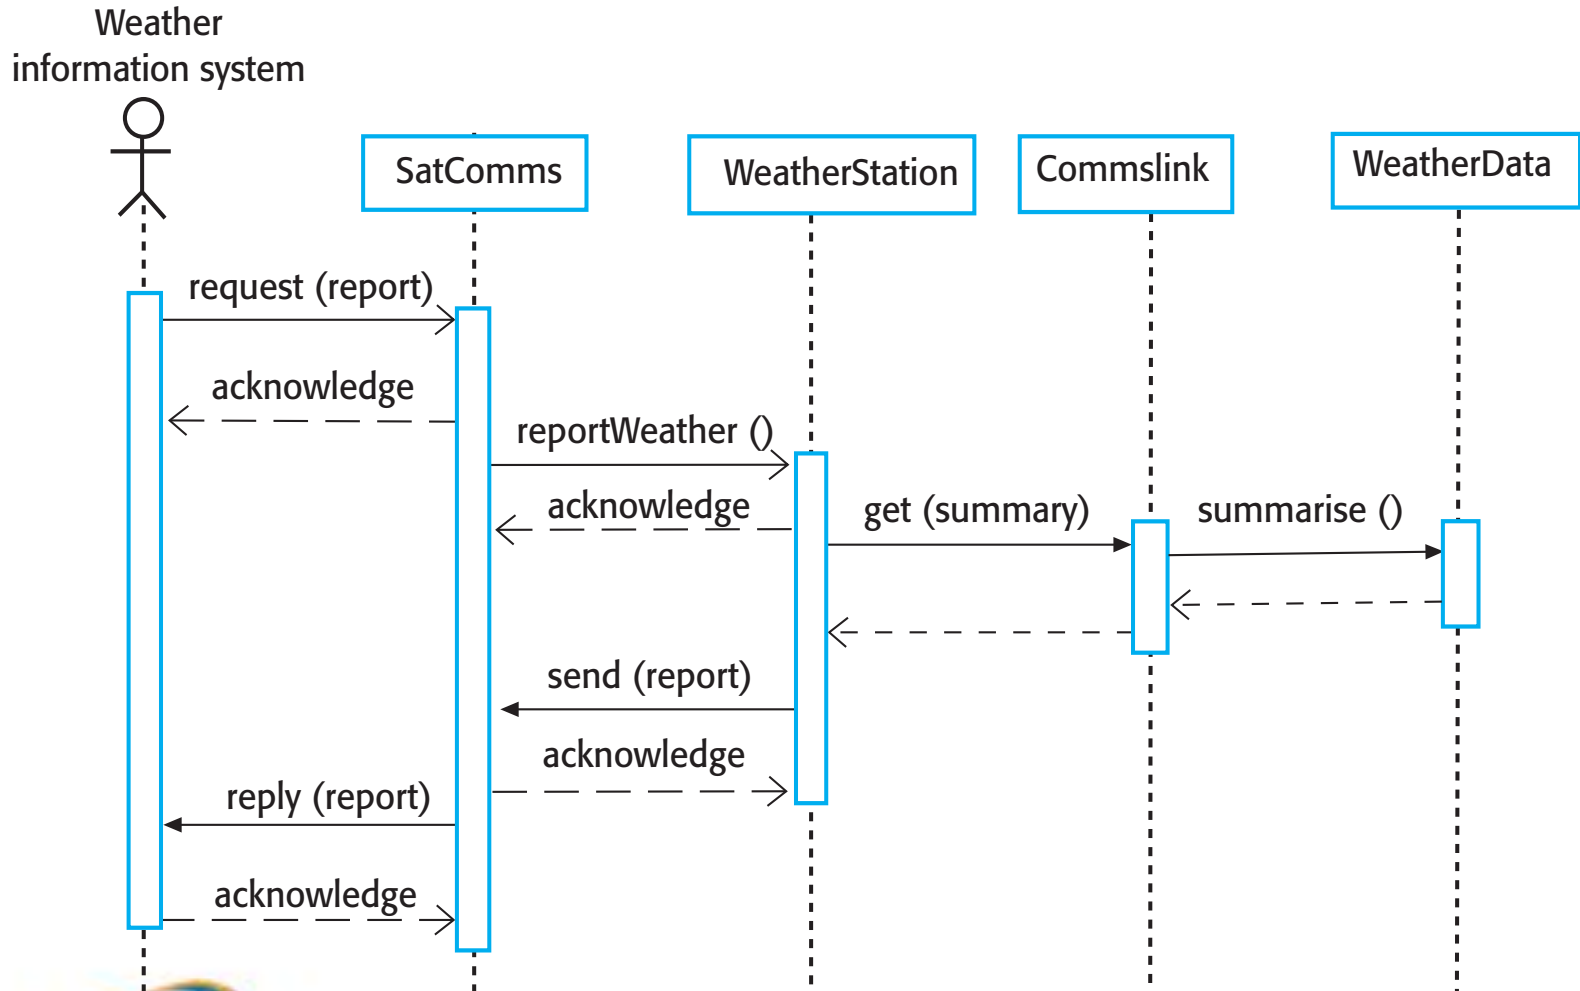 Weather
information system
SatComms
WeatherStation
Commslink
WeatherData
request (report)
acknowledge
reportWeather ()
acknowledge
get (summary)
summarise ()
send (report)
acknowledge
reply (report)
acknowledge